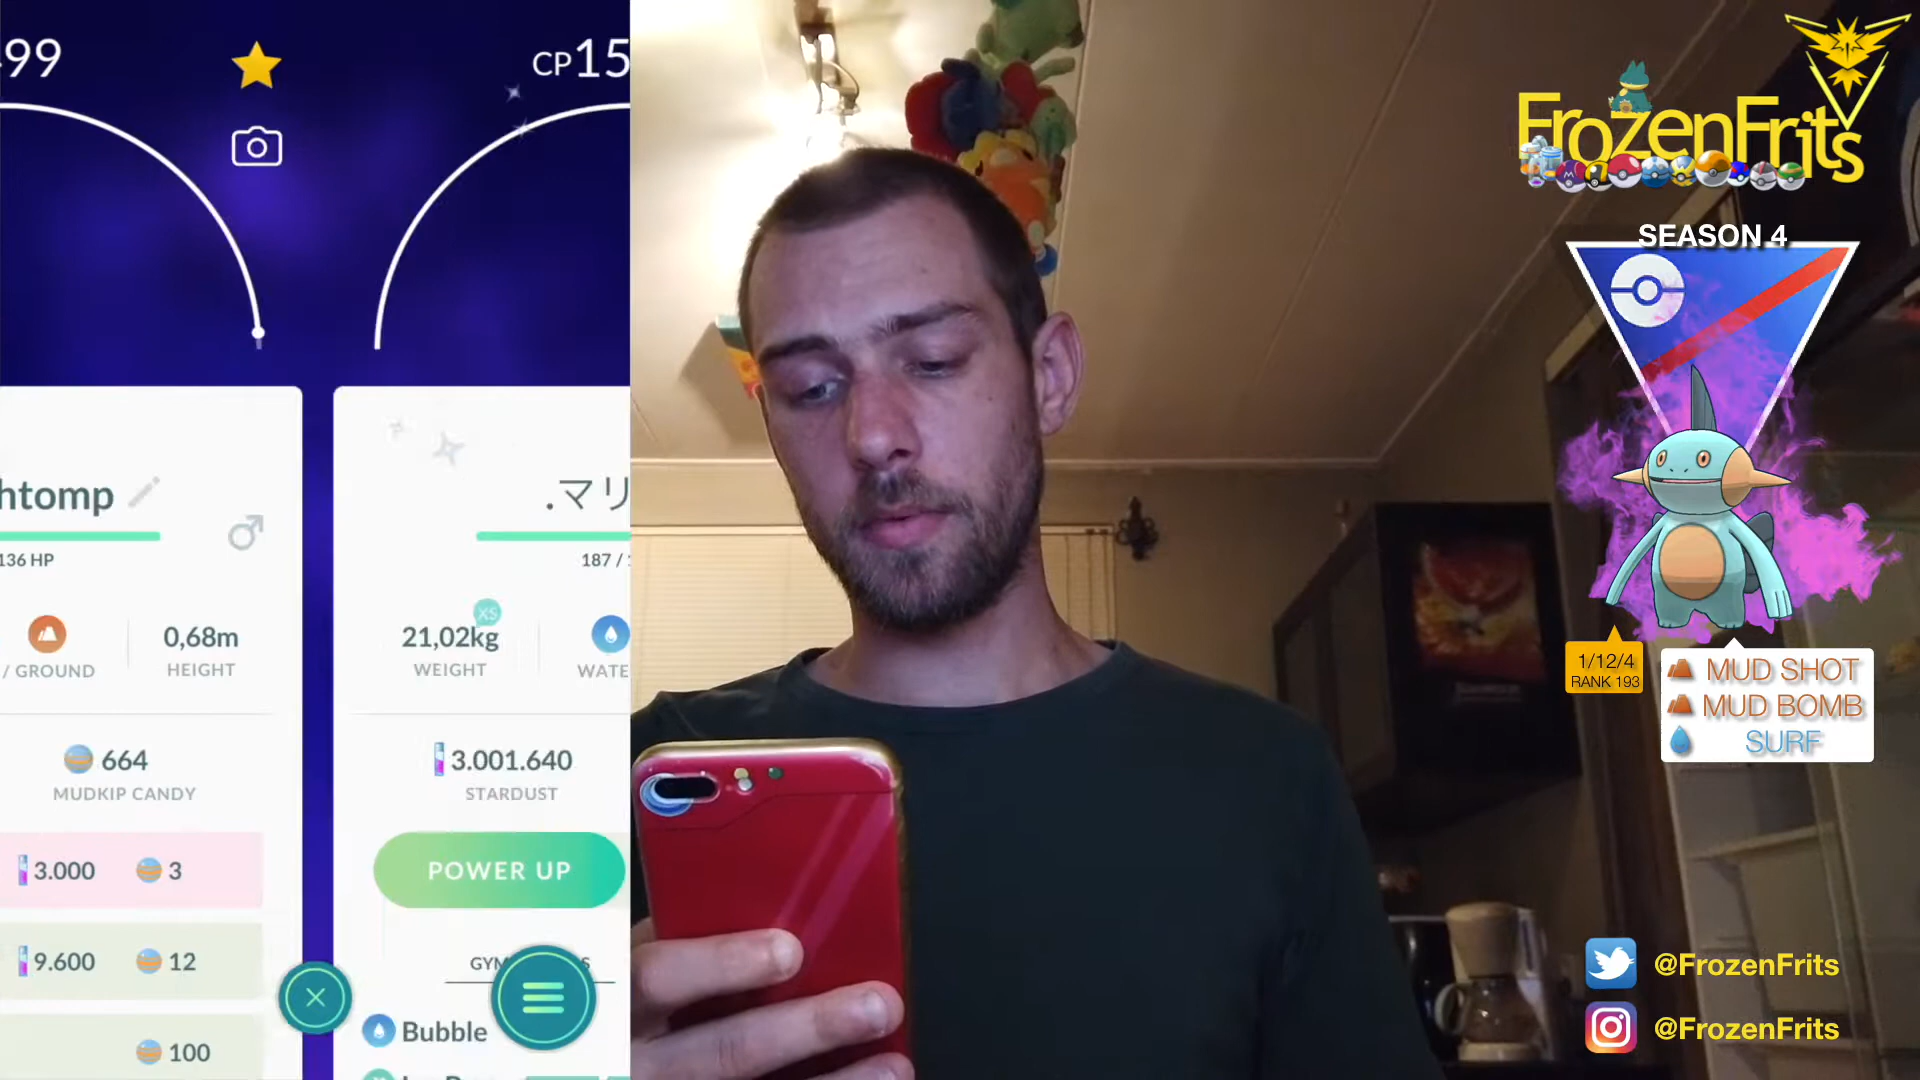 99
CP15
htomp
136 HP
/ GROUND
0,68m
HEIGHT
664
MUDKIP CANDY
3.000
3
9.600
12
100
.マリ
187 /
XS
21,02kg
WEIGHT
WATE
3.001.640
STARDUST
POWER UP
GYM
S
Bubble
FrozenFrits
SEASON 4
1/12/4
RANK 193
MUD SHOT
MUD BOMB
SURF
@FrozenFrits
@FrozenFrits